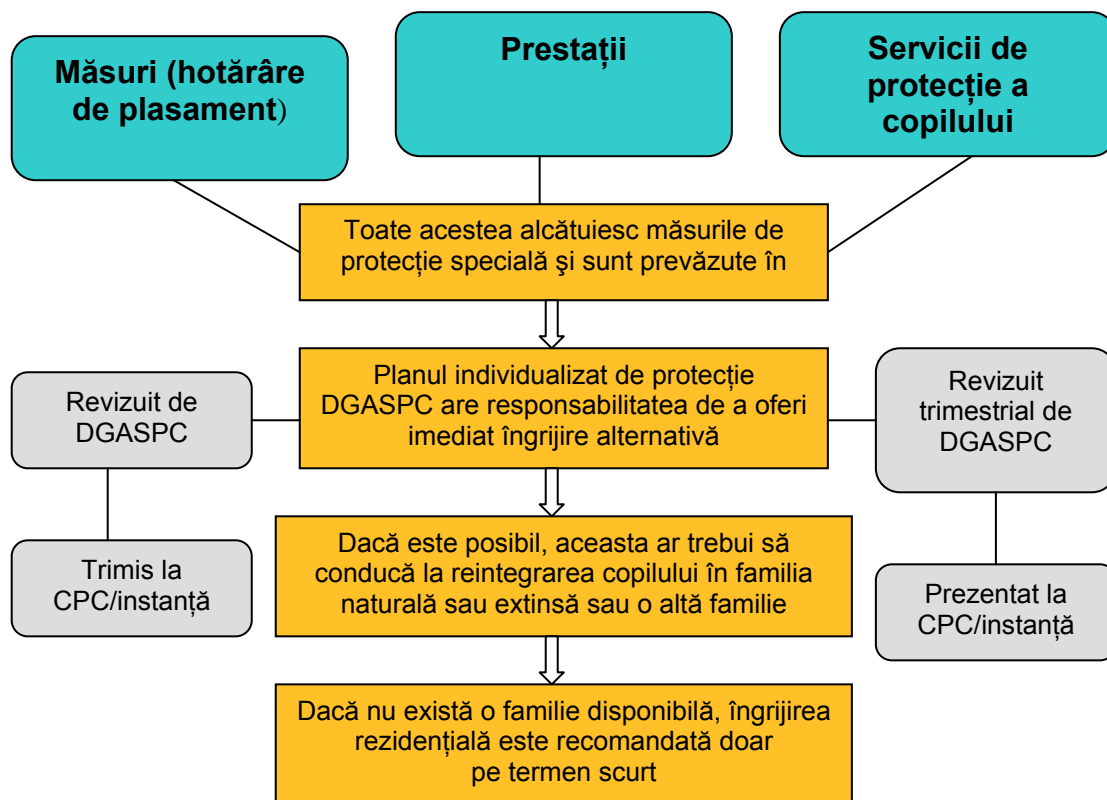 Măsuri (hotărâre
de plasament)
Prestații
Servicii de
protecție a
copilului
Toate acestea alcătuiesc măsurile de
protecție specială şi sunt prevăzute în
Planul individualizat de protecție
DGASPC are responsabilitatea de a oferi
imediat îngrijire alternativă
Revizuit de
DGASPC
Revizuit
trimestrial de
DGASPC
Trimis la
CPC/instanță
Prezentat la
CPC/instanță
Dacă este posibil, aceasta ar trebui să
conducă la reintegrarea copilului în familia
naturală sau extinsă sau o altă familie
Dacă nu există o familie disponibilă, îngrijirea
rezidențială este recomandată doar
pe termen scurt